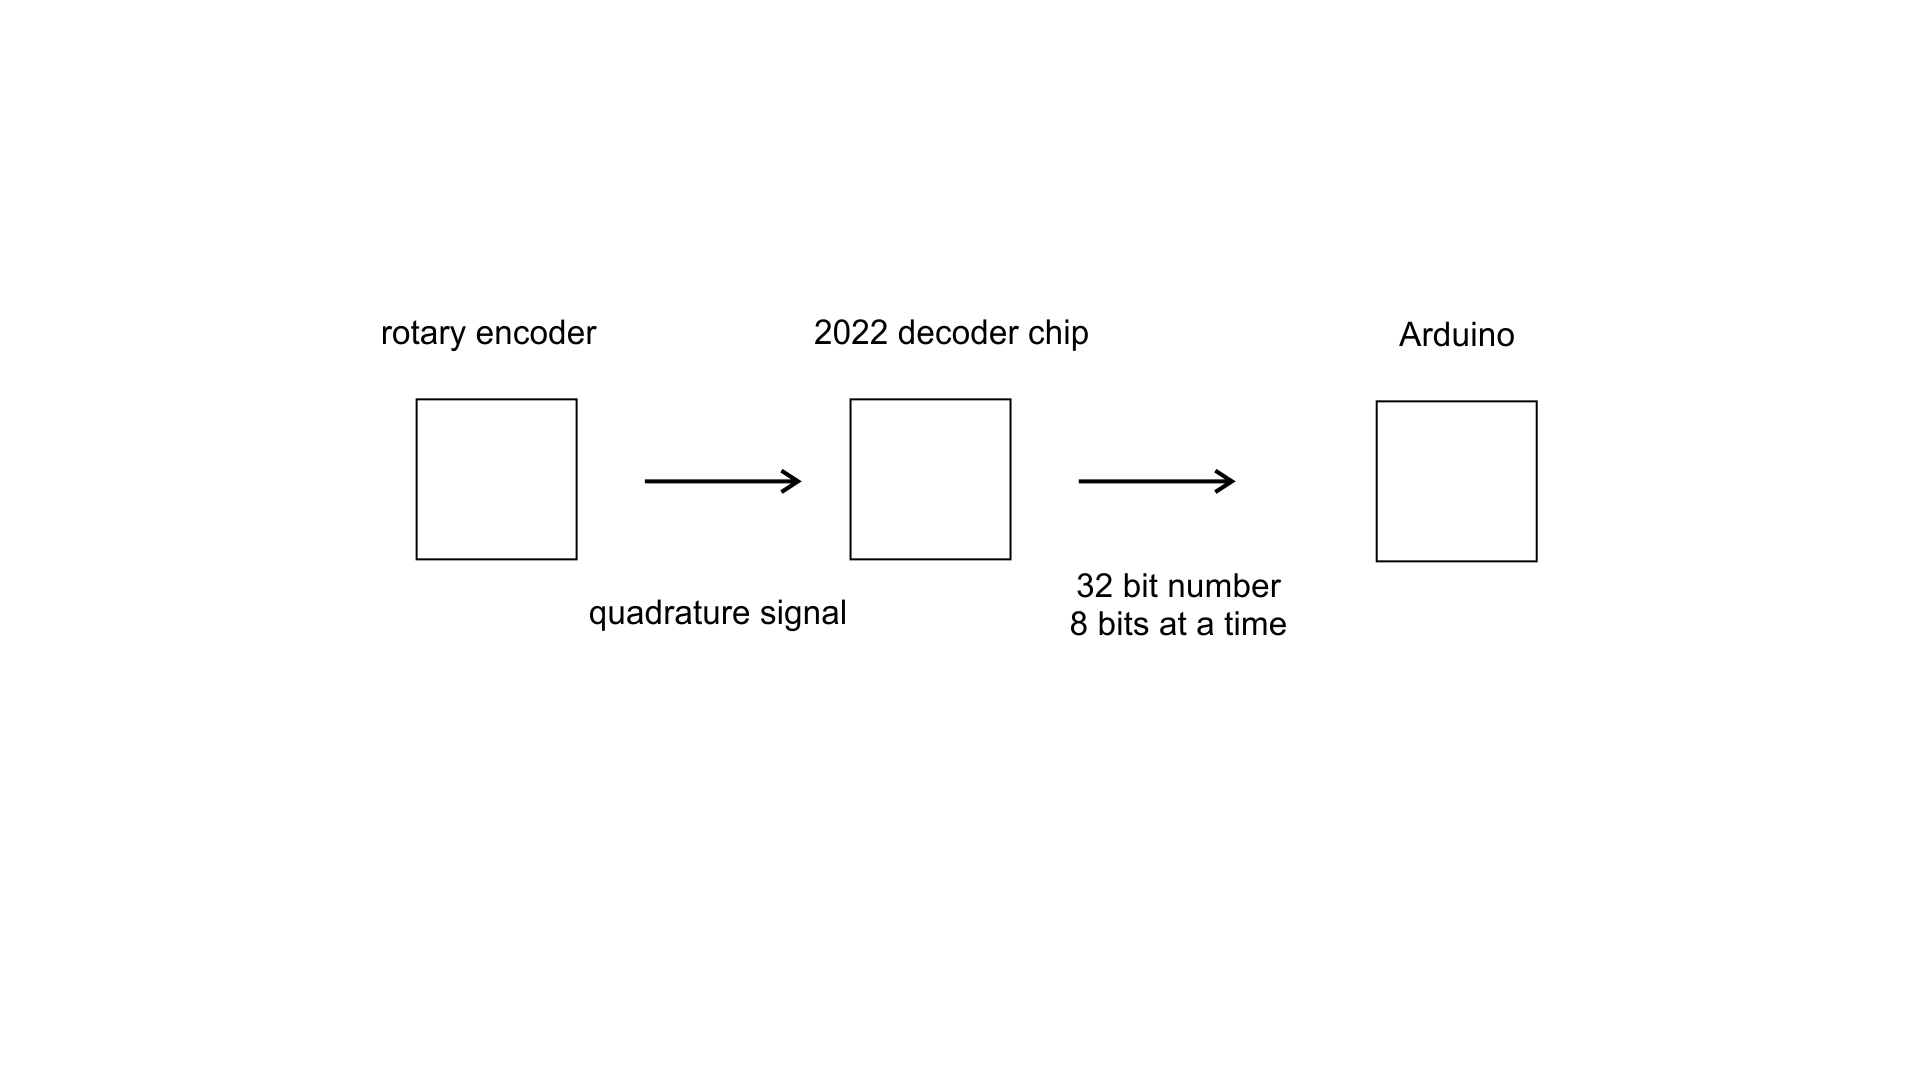 rotary encoder
2022 decoder chip
Arduino
quadrature signal
32 bit number
8 bits at a time